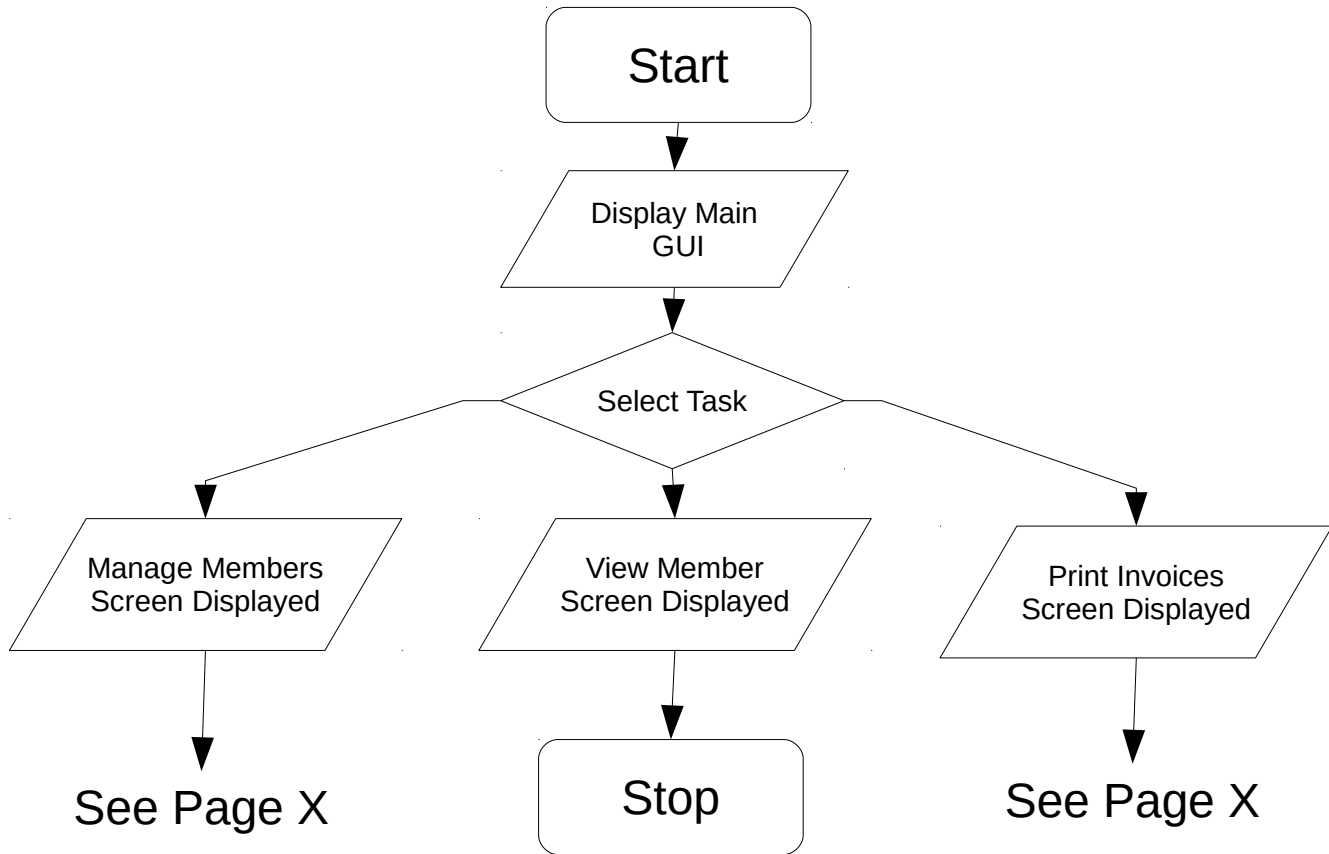 Start
Display Main
GUI
Select Task
Manage Members
Screen Displayed
View Member
Screen Displayed
Print Invoices
Screen Displayed
See Page X
Stop
See Page X